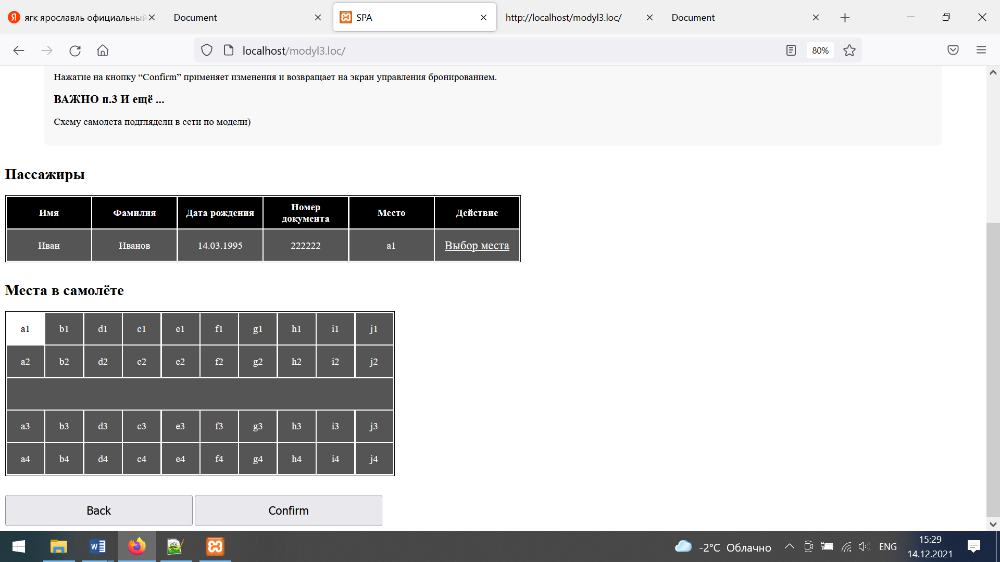 ягк ярославль официальный
Document
SPA
http://localhost/modyl3.loc/
Document
localhost/modyl3.loc/
80%
Нажатие на кнопку “Confirm” применяет изменения и возвращает на экран управления бронированием.
ВАЖНО п.3 И ещё ...
Схему самолета подглядели в сети по модели)
Пассажиры
Имя Фамилия Дата рождения Номер документа Место Действие
Иван Иванов 14.03.1995 222222 a1 Выбор места
Места в самолёте
a1 b1 d1 c1 e1 f1 g1 h1 i1 j1
a2 b2 d2 c2 e2 f2 g2 h2 i2 j2
a3 b3 d3 c3 e3 f3 g3 h3 i3 j3
a4 b4 d4 c4 e4 f4 g4 h4 i4 j4
Back Confirm
-2°C Облачно
ENG
15:29
14.12.2021